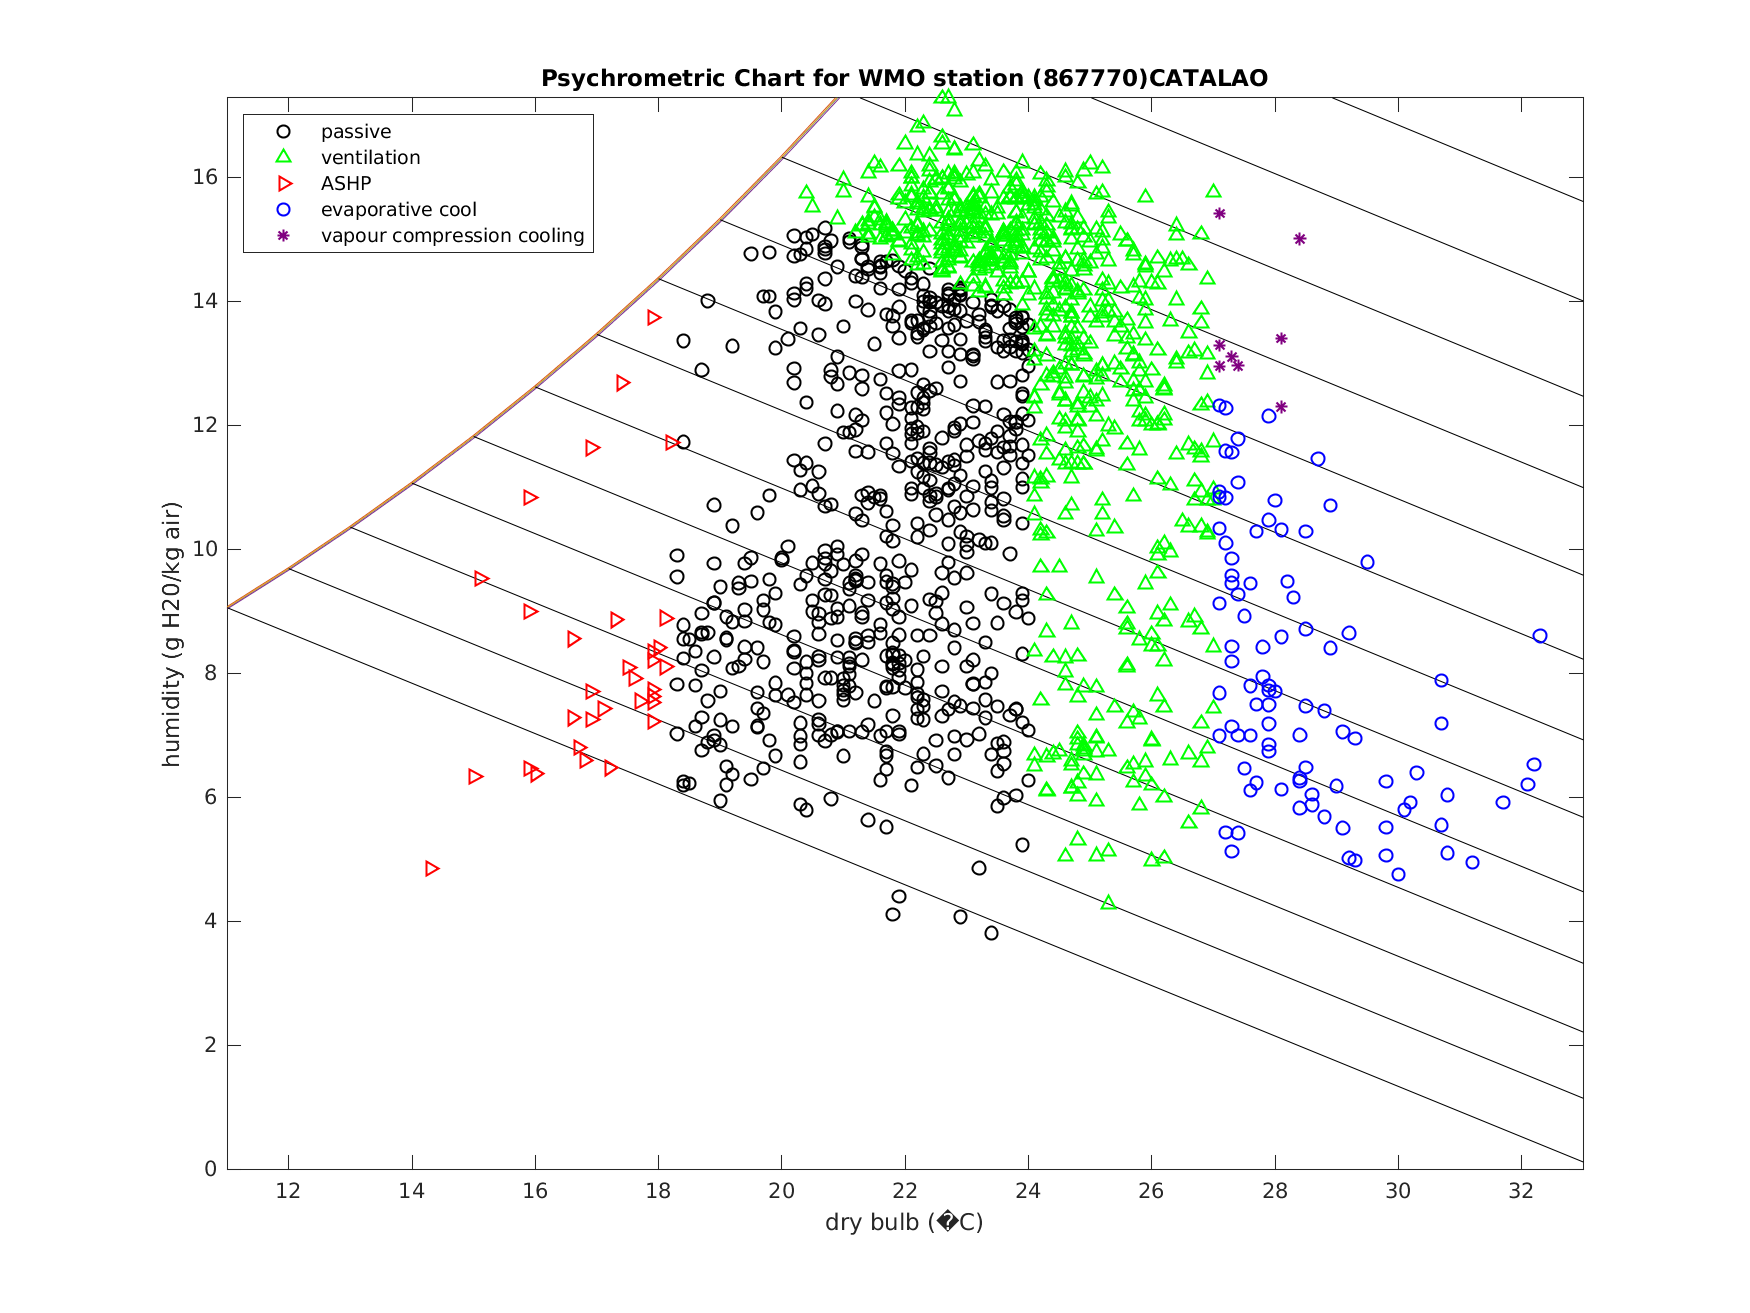 Psychrometric Chart for WMO station (867770)CATALAO
passive
ventilation
ASHP
evaporative cool
vapour compression cooling
humidity (g H20/kg air)
16
14
12
10
8
6
4
2
0
12 14 16 18 20 22 24 26 28 30 32
dry bulb (�C)